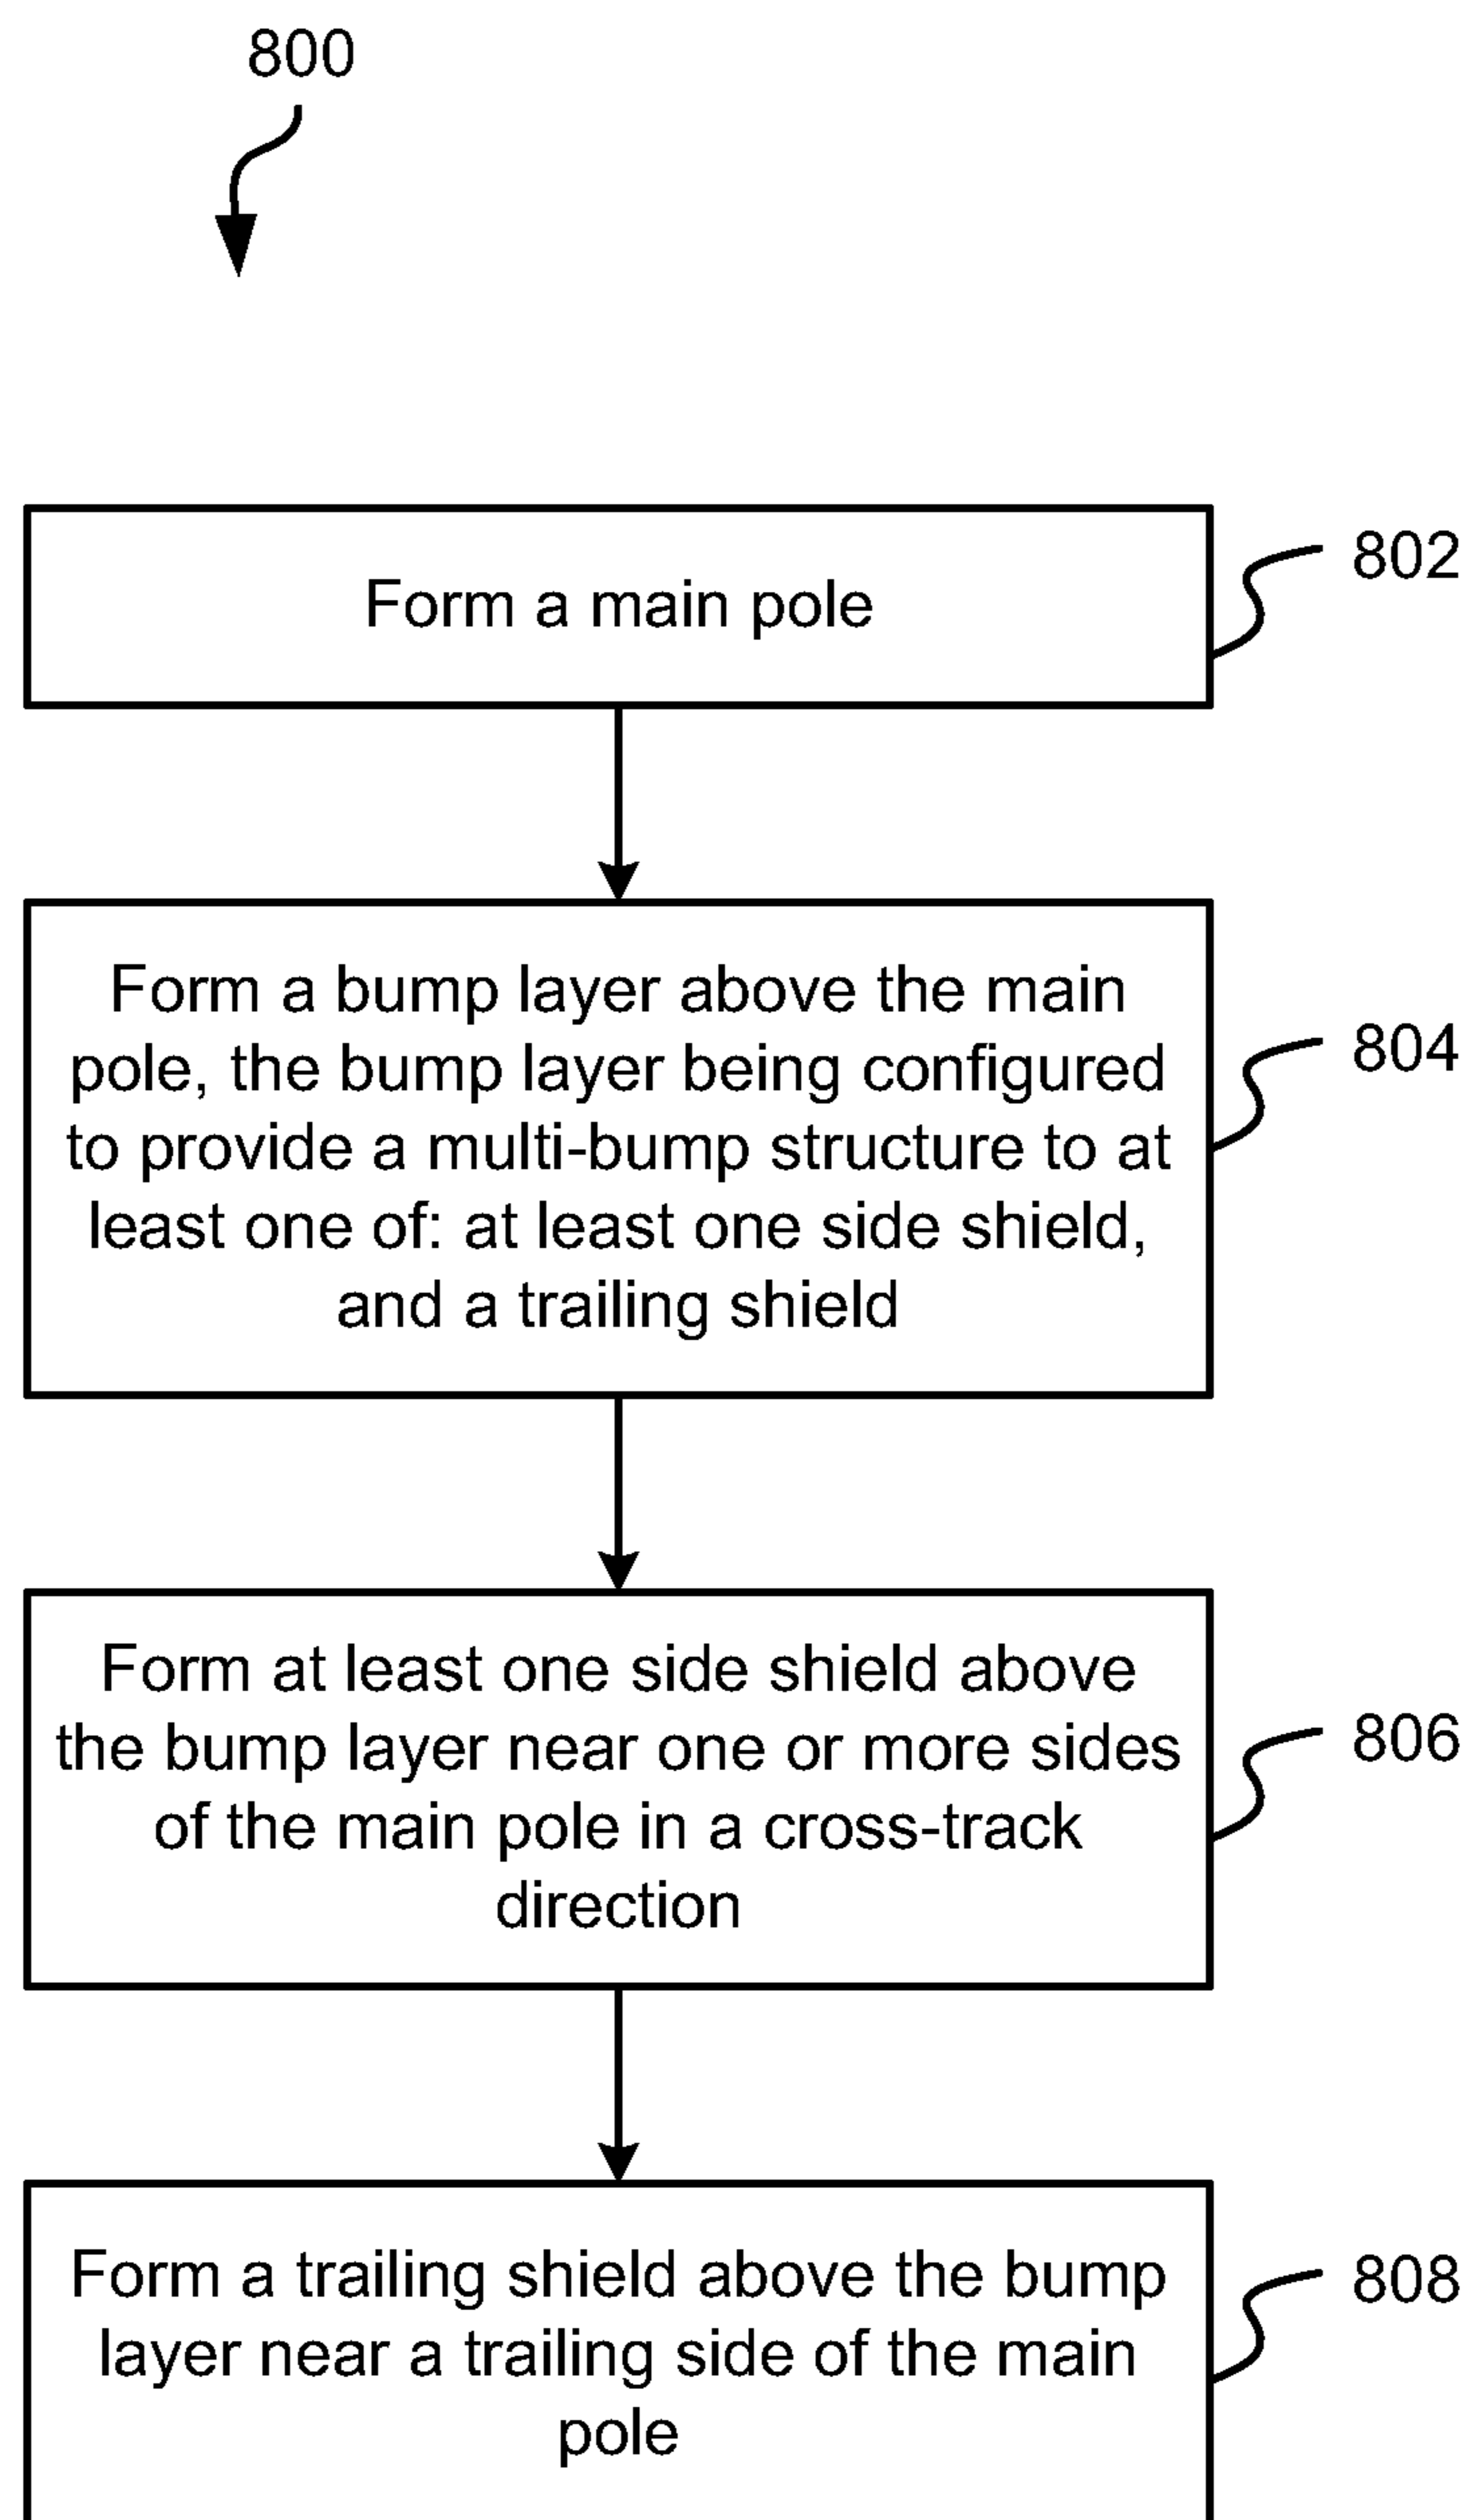 800
Form a main pole
802
Form a bump layer above the main
pole, the bump layer being configured
to provide a multi-bump structure to at
least one of: at least one side shield,
and a trailing shield
804
Form at least one side shield above
the bump layer near one or more sides
of the main pole in a cross-track
direction
806
Form a trailing shield above the bump
layer near a trailing side of the main
pole
808